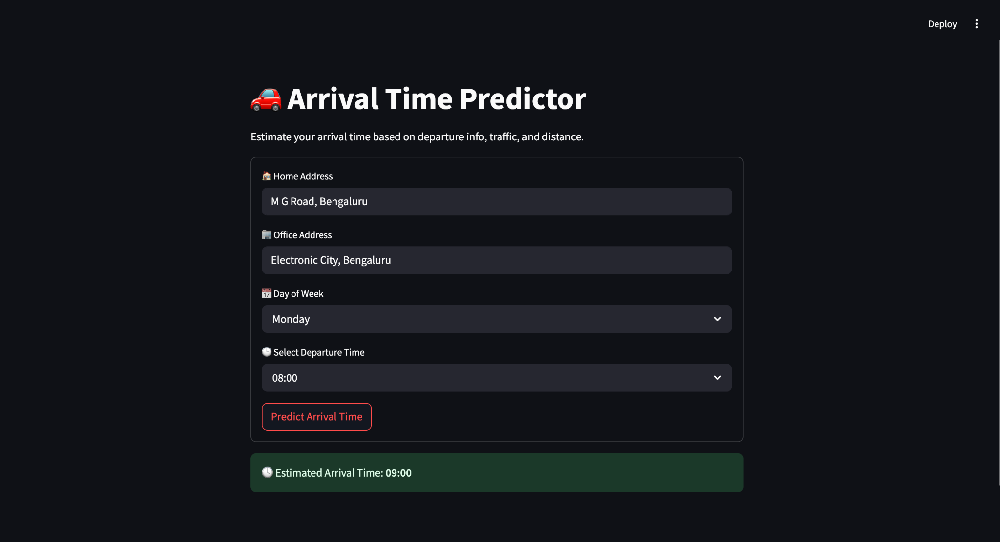 Deploy
Arrival Time Predictor
Estimate your arrival time based on departure info, traffic, and distance.
Home Address
M G Road, Bengaluru
Office Address
Electronic City, Bengaluru
17 Day of Week
Monday
Select Departure Time
08:00
Predict Arrival Time
Estimated Arrival Time: 09:00